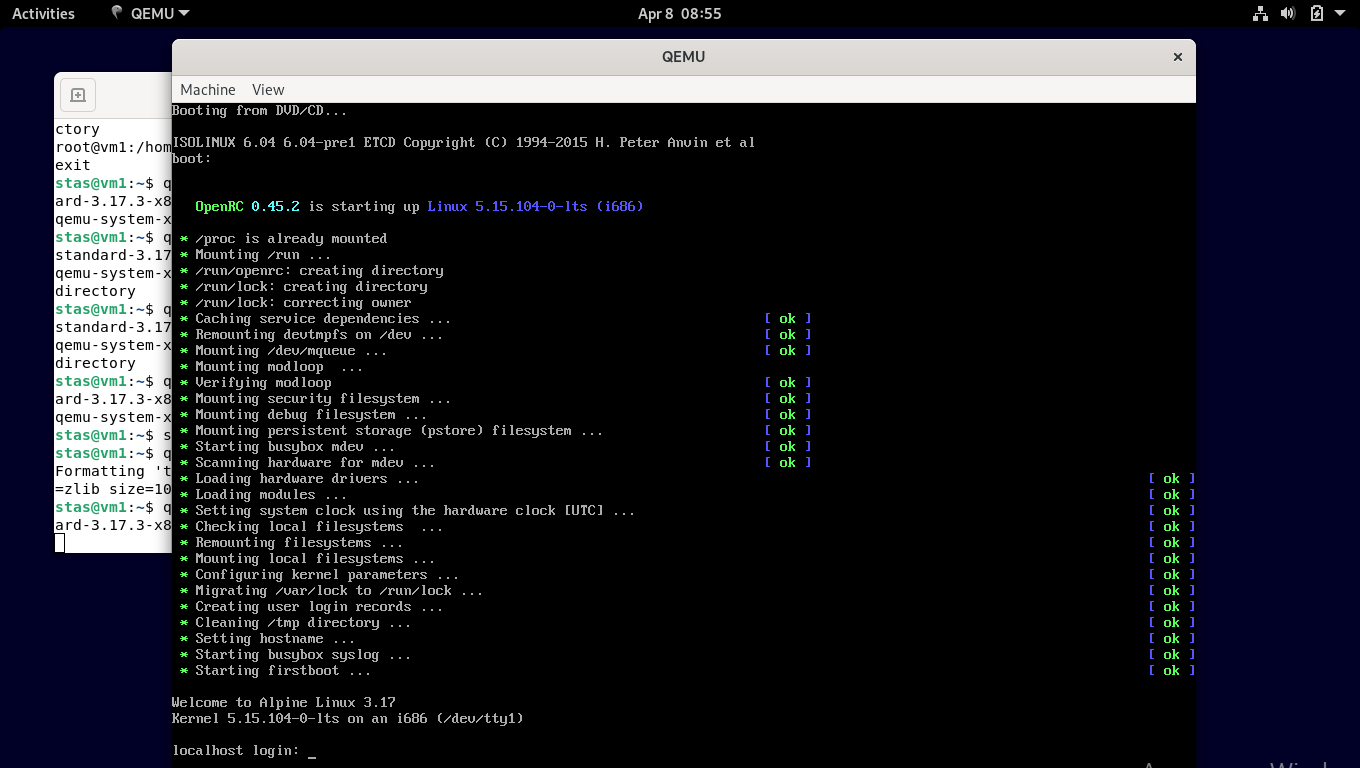 Activities QEMU Apr 8 08:55
QEMU
Machine View
ctory
root@vm1:/hom
exit
stas@vm1:~$ q
ard-3.17.3-x8
qemu-system-x
stas@vm1:~$ q
standard-3.17
qemu-system-x
directory
stas@vm1:~$ q
standard-3.17
qemu-system-x
directory
stas@vm1:~$ q
ard-3.17.3-x8
qemu-system-x
stas@vm1:~$ s
stas@vm1:~$ q
Formatting 't
=zlib size=10
stas@vm1:~$ q
ard-3.17.3-x8
Booting from DVD/CD...
ISOLINUX 6.04 6.04-pre1 ETCD Copyright (C) 1994-2015 H. Peter Anvin et al
boot:
OpenRC 0.45.2 is starting up Linux 5.15.104-0-lts (i686)
* /proc is already mounted
* Mounting /run ...
* /run/openrc: creating directory
* /run/lock: creating directory
* /run/lock: correcting owner
* Caching service dependencies ... [ ok ]
* Remounting devtmpfs on /dev ... [ ok ]
* Mounting /dev/mqueue ... [ ok ]
* Mounting modloop ...
* Verifying modloop [ ok ]
* Mounting security filesystem ... [ ok ]
* Mounting debug filesystem ... [ ok ]
* Mounting persistent storage (pstore) filesystem ... [ ok ]
* Starting busybox mdev ... [ ok ]
* Scanning hardware for mdev ... [ ok ]
* Loading hardware drivers ... [ ok ]
* Loading modules ... [ ok ]
* Setting system clock using the hardware clock [UTC] ... [ ok ]
* Checking local filesystems ... [ ok ]
* Remounting filesystems ... [ ok ]
* Mounting local filesystems ... [ ok ]
* Configuring kernel parameters ... [ ok ]
* Migrating /var/lock to /run/lock ... [ ok ]
* Creating user login records ... [ ok ]
* Cleaning /tmp directory ... [ ok ]
* Setting hostname ... [ ok ]
* Starting busybox syslog ... [ ok ]
* Starting firstboot ... [ ok ]
Welcome to Alpine Linux 3.17
Kernel 5.15.104-0-lts on an i686 (/dev/tty1)
localhost login: _